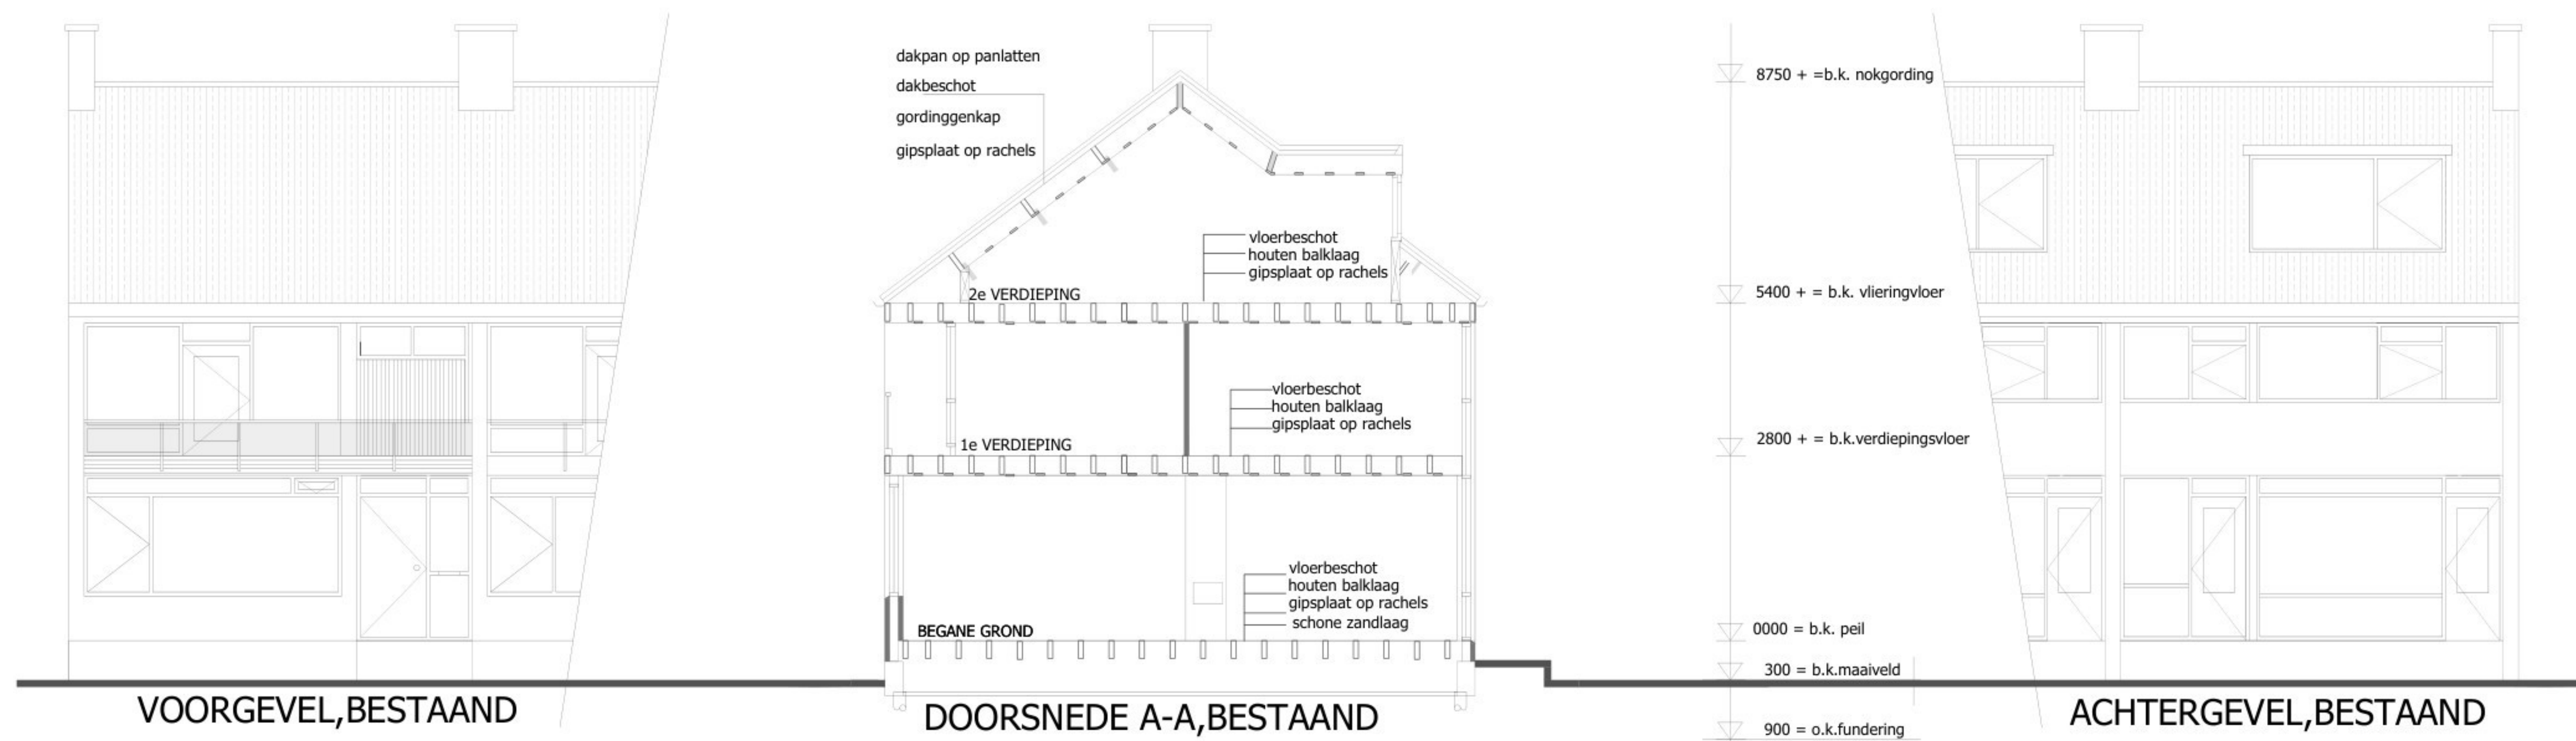 dakpan op panlatten
dakbeschot
gordinggenkap
gipsplaat op rachels
vloerbeschot
houten balklaag
gipsplaat op rachels
2e VERDIEPING
vloerbeschot
houten balklaag
gipsplaat op rachels
1e VERDIEPING
vloerbeschot
houten balklaag
gipsplaat op rachels
schone zandlaag
BEGANE GROND
8750 + =b.k. nokgording
5400 + = b.k. vlieringvloer
2800 + = b.k.verdiepingsvloer
0000 = b.k. peil
300 = b.k.maaiveld
900 = o.k.fundering
VOORGEVEL,BESTAAND
DOORSNEDE A-A,BESTAAND
ACHTERGEVEL,BESTAAND